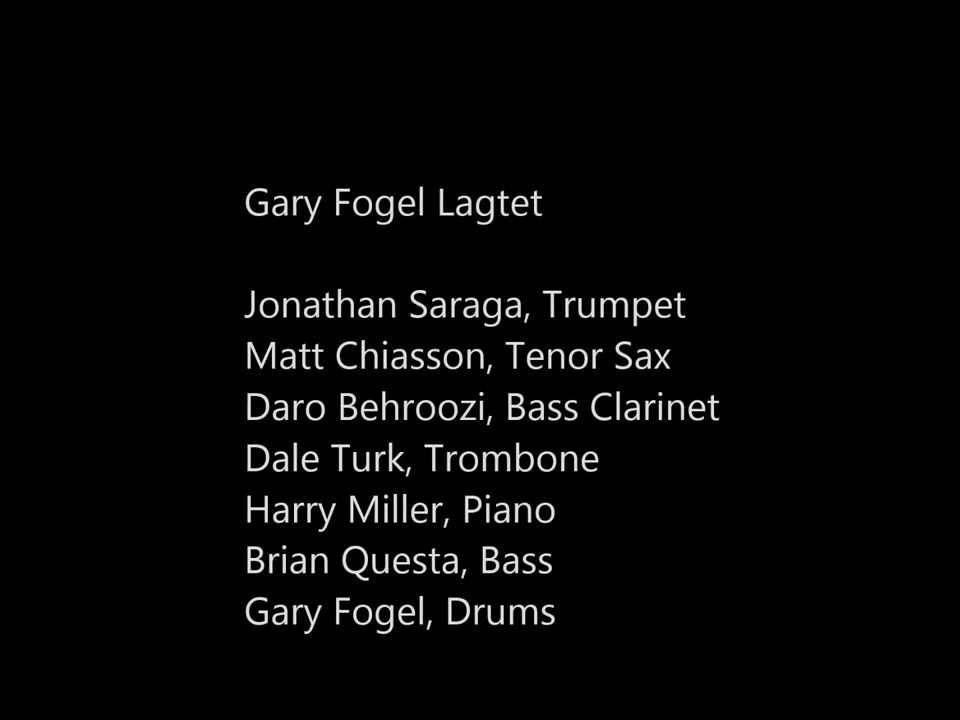 Gary Fogel Lagtet
Jonathan Saraga, Trumpet
Matt Chiasson, Tenor Sax
Daro Behroozi, Bass Clarinet
Dale Turk, Trombone
Harry Miller, Piano
Brian Questa, Bass
Gary Fogel, Drums